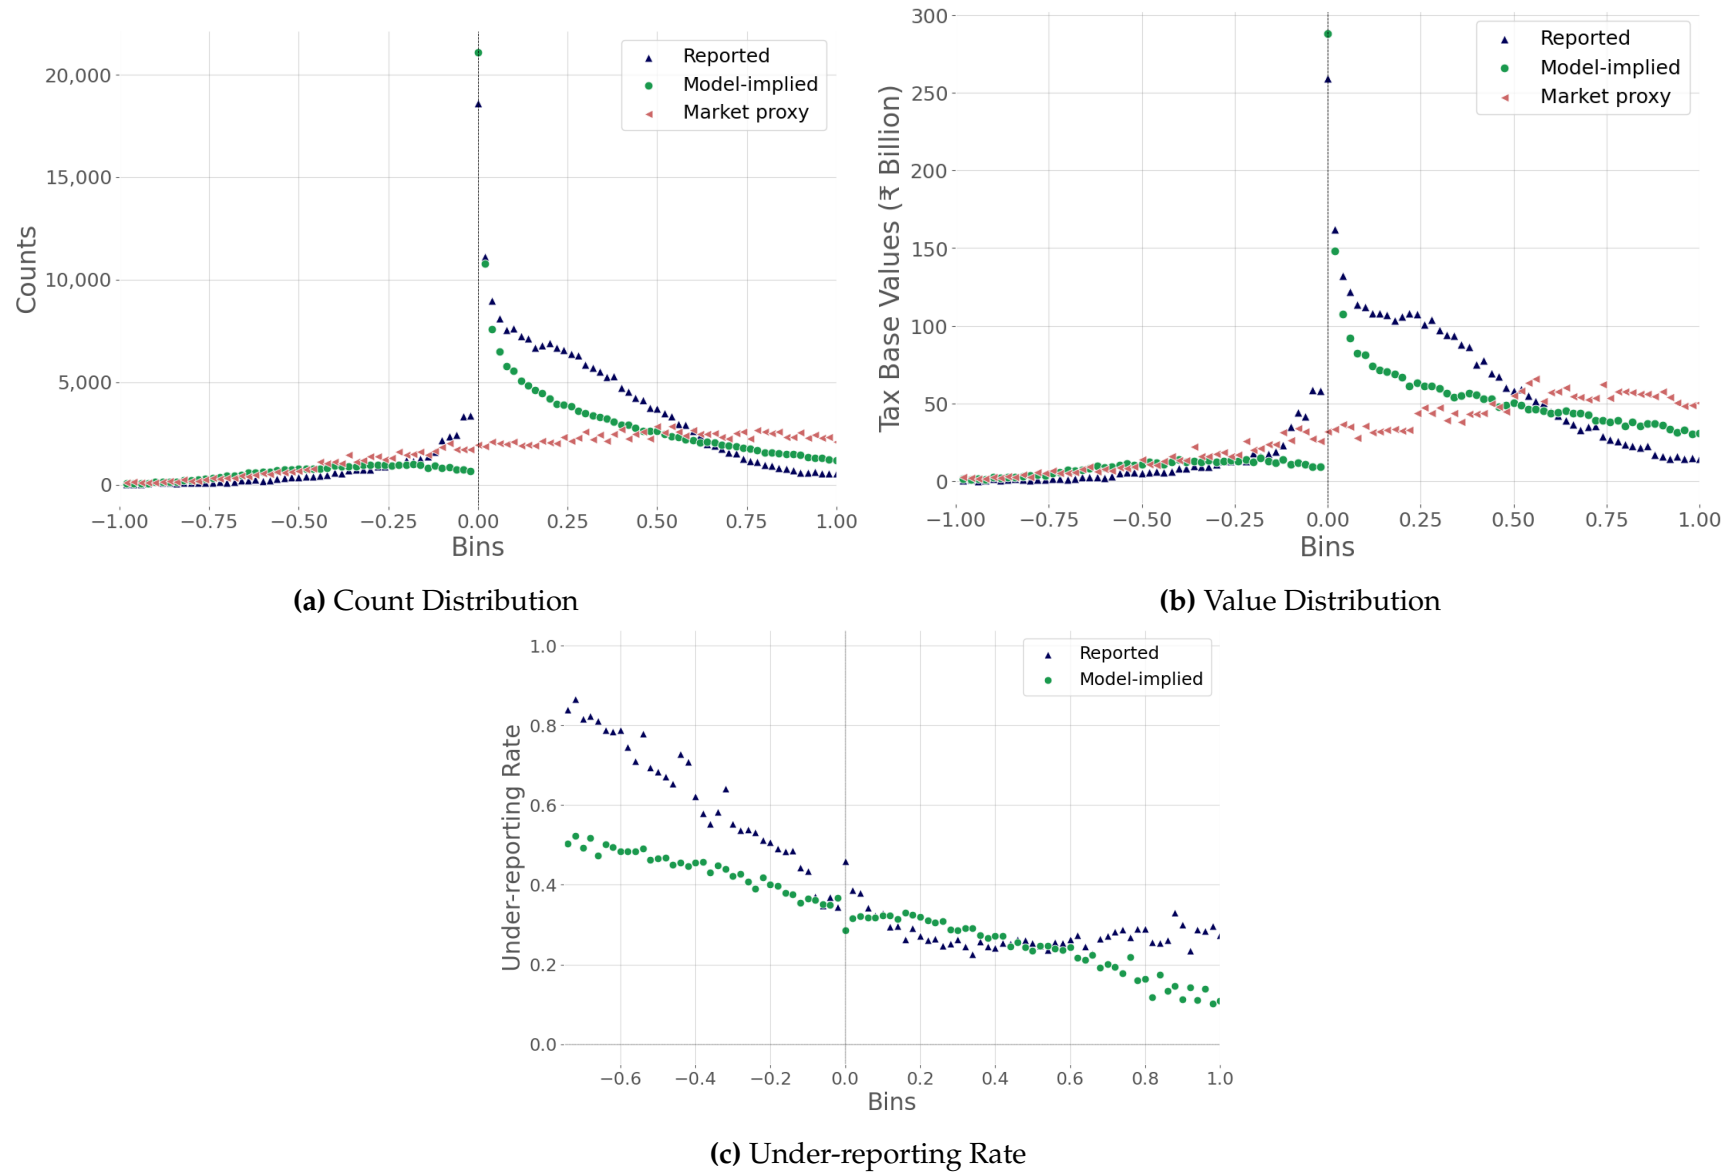 Reported
Model-implied
Market proxy
20,000
15,000
10,000
5,000
0
Counts
−1.00 −0.75 −0.50 −0.25 0.00 0.25 0.50 0.75 1.00
Bins
(a) Count Distribution
Reported
Model-implied
Market proxy
300
250
200
150
100
50
0
Tax Base Values (₹ Billion)
−1.00 −0.75 −0.50 −0.25 0.00 0.25 0.50 0.75 1.00
Bins
(b) Value Distribution
Reported
Model-implied
1.0
0.8
0.6
0.4
0.2
0.0
Under-reporting Rate
−0.6 −0.4 −0.2 0.0 0.2 0.4 0.6 0.8 1.0
Bins
(c) Under-reporting Rate